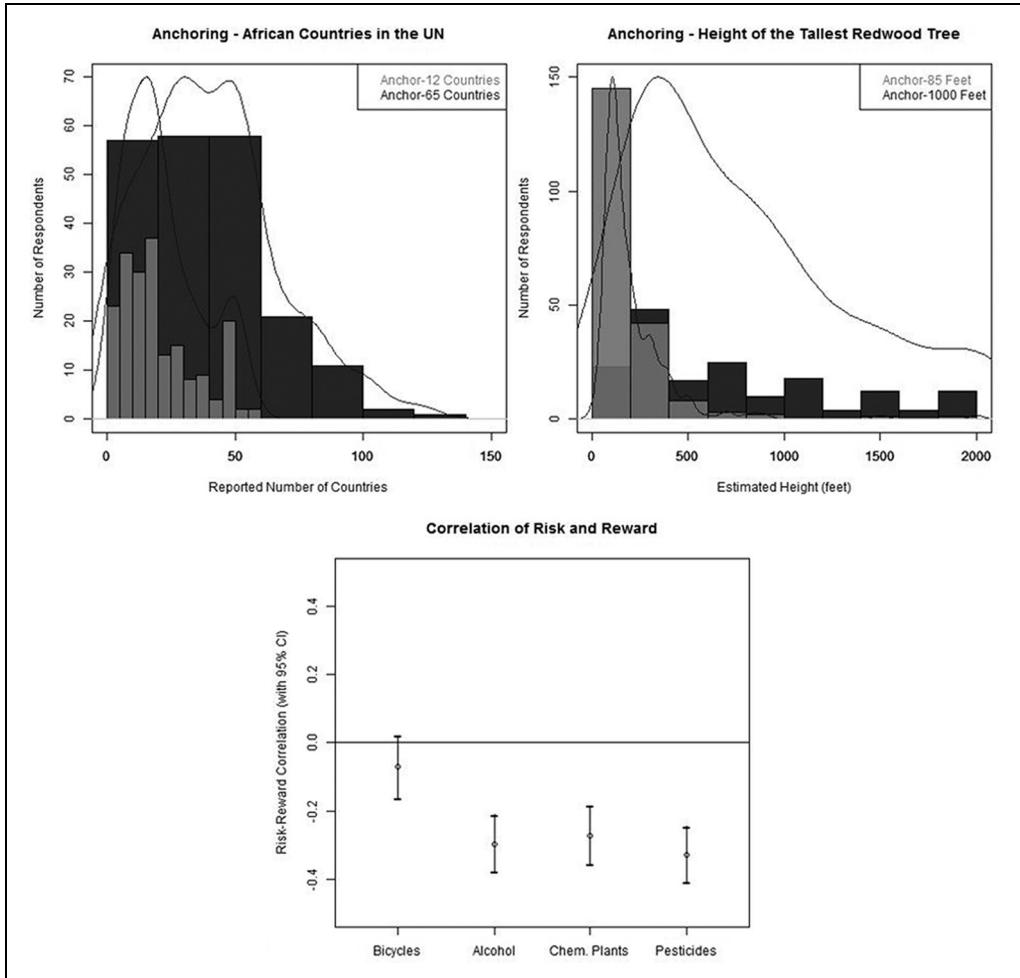 Anchoring - African Countries in the UN
Anchor-12 Countries
Anchor-65 Countries
Number of Respondents
70
60
50
40
30
20
10
0
0 50 100 150
Reported Number of Countries
Anchoring - Height of the Tallest Redwood Tree
Anchor-85 Feet
Anchor-1000 Feet
Number of Respondents
150
100
50
0
0 500 1000 1500 2000
Estimated Height (feet)
Correlation of Risk and Reward
Risk-Reward Correlation (with 95% CI)
0.4
0.2
0.0
-0.2
-0.4
Bicycles Alcohol Chem. Plants Pesticides